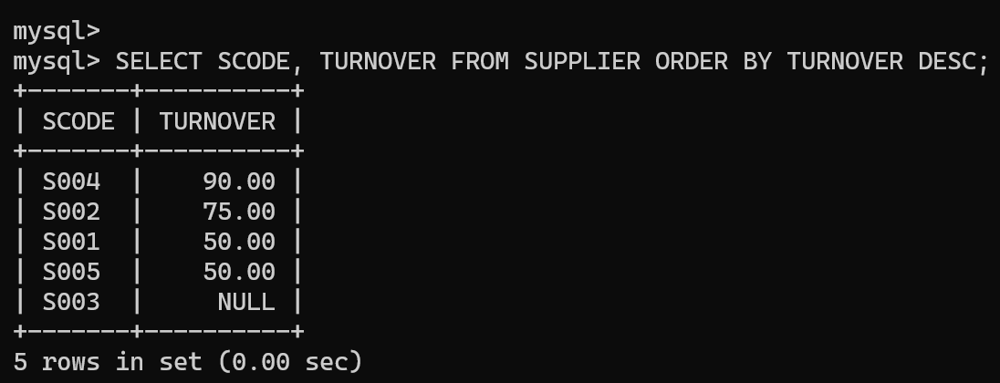 mysql>
mysql> SELECT SCODE, TURNOVER FROM SUPPLIER ORDER BY TURNOVER DESC;
+-------+----------+
| SCODE | TURNOVER |
+-------+----------+
| S004  |    90.00 |
| S002  |    75.00 |
| S001  |    50.00 |
| S005  |    50.00 |
| S003  |     NULL |
+-------+----------+
5 rows in set (0.00 sec)